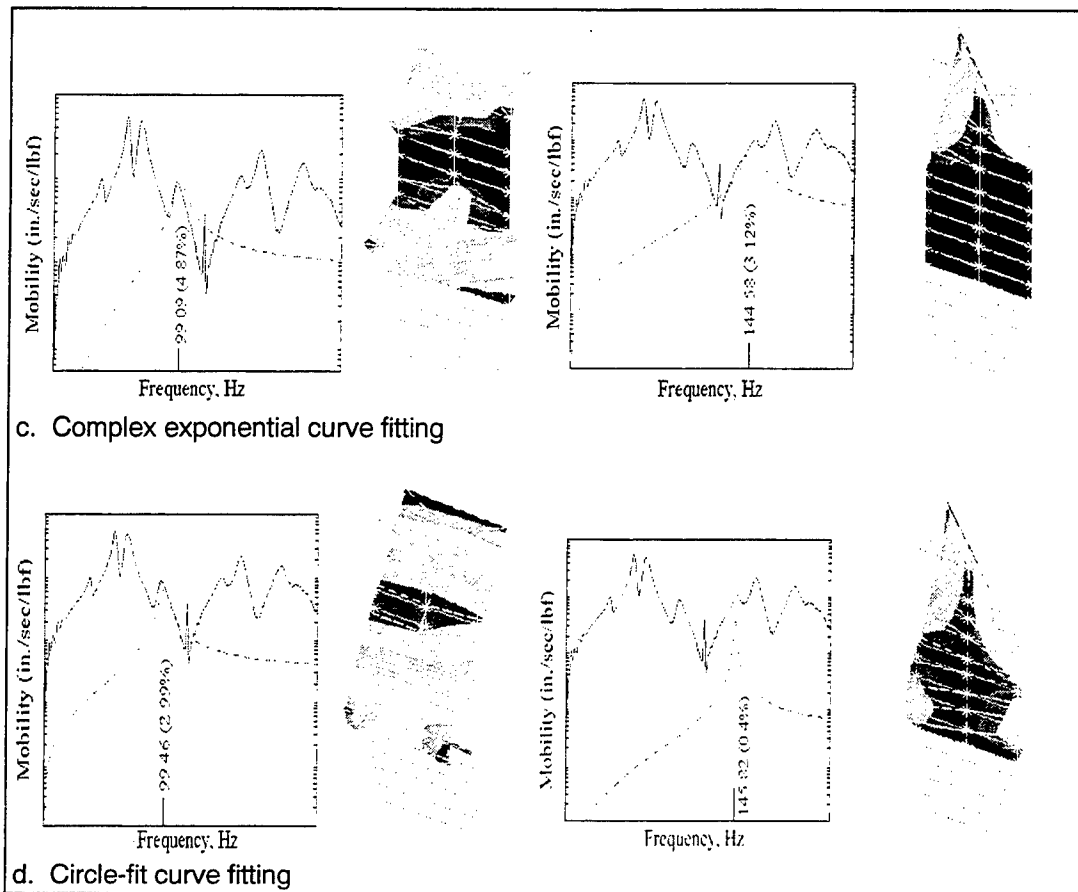 Mobility (in./sec/lbf)
99.09 (4.87%)
Frequency, Hz
Mobility (in./sec/lbf)
144.58 (3.12%)
Frequency, Hz
c. Complex exponential curve fitting
Mobility (in./sec/lbf)
99.46 (2.99%)
Frequency, Hz
Mobility (in./sec/lbf)
145.82 (0.4%)
Frequency, Hz
d. Circle-fit curve fitting